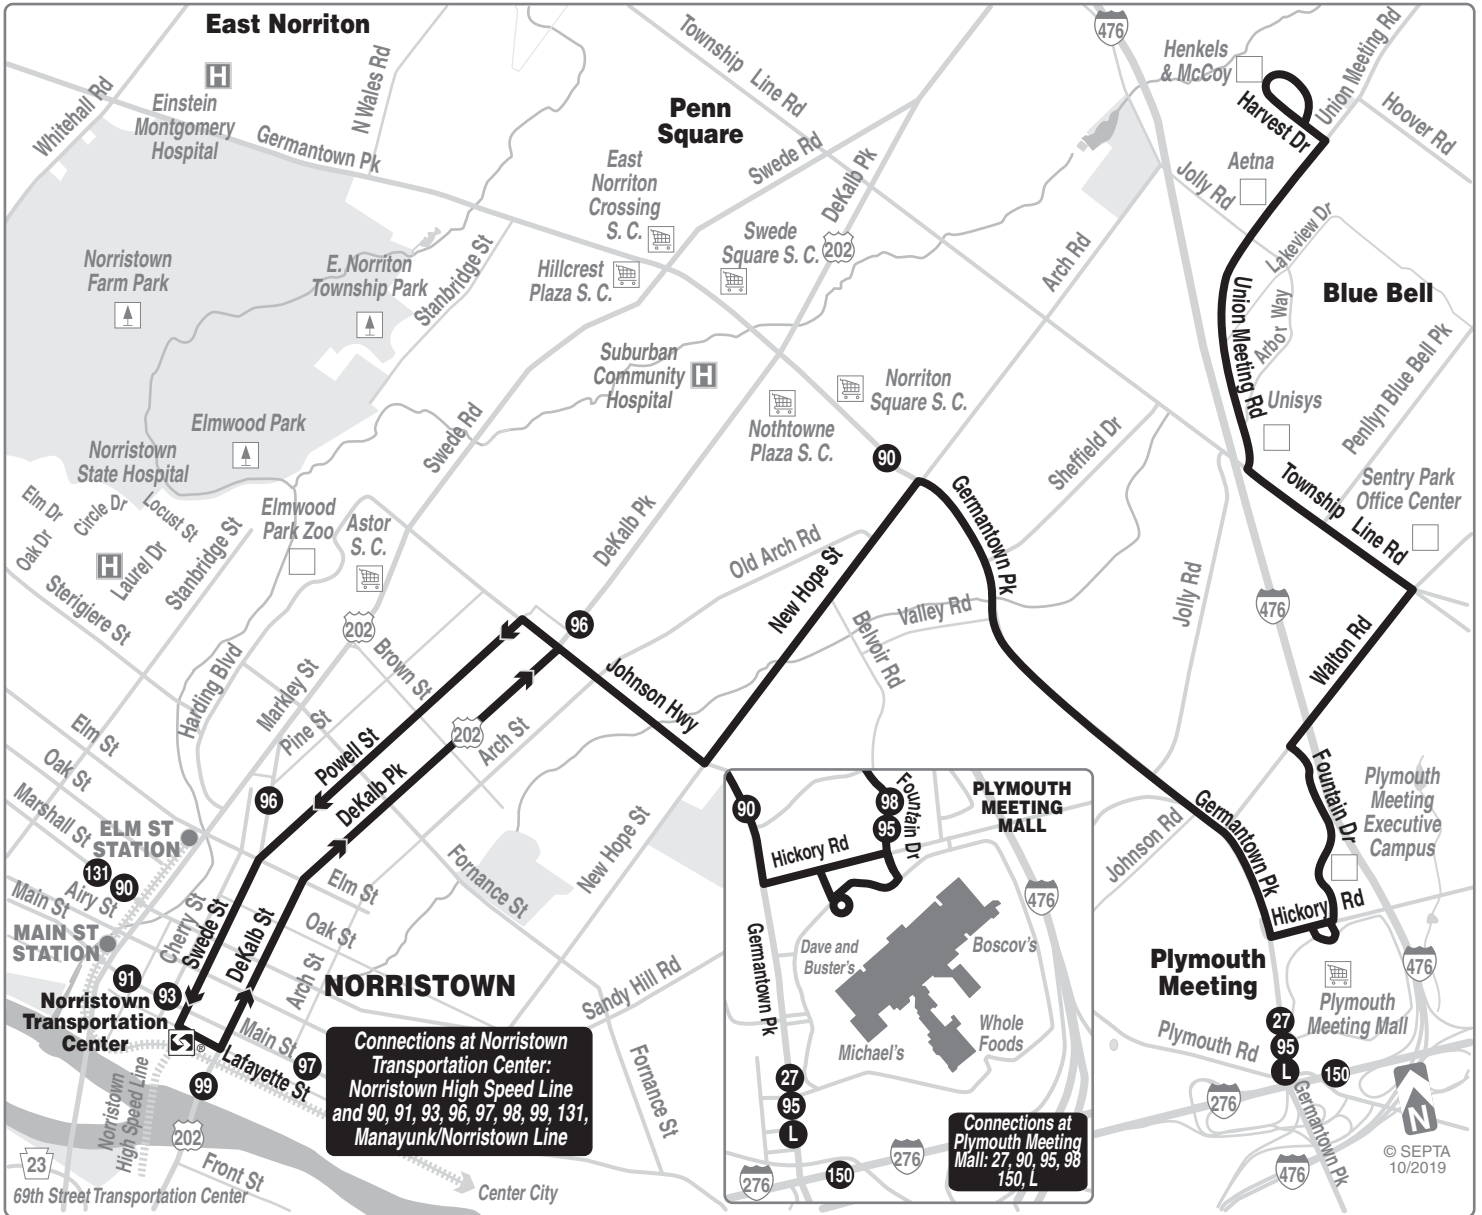 East Norriton
Whitehall Rd
H
Einstein
Montgomery
Hospital
N Wales Rd
Germantown Pk
Township Line Rd
Penn
Square
Swede Rd
DeKalb Pk
202
East
Norriton
Crossing
S. C.
Swede
Square S. C.
Hillcrest
Plaza S. C.
476
Henkels
& McCoy
Harvest Dr
Union Meeting Rd
Hoover Rd
Aetna
Jolly Rd
Lakeview Dr
Arch Rd
Blue Bell
Union Meeting Rd
Arbor Way
Penllyn Blue Bell Pk
Unisys
Norristown
Farm Park
E. Norriton
Township Park
Stanbridge St
Suburban
Community
Hospital
H
Norriton
Square S. C.
Nothtowne
Plaza S. C.
90
Elmwood Park
Norristown
State Hospital
Swede Rd
Sheffield Dr
Township Line Rd
Sentry Park
Office Center
Elm Dr
Circle Dr
Locust St
Oak Dr
H
Laurel Dr
Stanbridge St
Sterigiere St
Elmwood
Park Zoo
Astor
S. C.
DeKalb Pk
Old Arch Rd
New Hope St
Germantown Pk
Valley Rd
Belvoir Rd
Jolly Rd
476
Walton Rd
202
96
Brown St
Johnson Hwy
Harding Blvd
Markley St
Pine St
Powell St
202
Arch St
DeKalb Pk
Elm St
Oak St
Marshall St
ELM ST
STATION
96
131
90
Airy St
Main St
MAIN ST
STATION
Cherry St
Swede St
DeKalb St
Elm St
Oak St
Arch St
Fornance St
New Hope St
91
93
Norristown
Transportation
Center
®
NORRISTOWN
Sandy Hill Rd
Main St
97
Lafayette St
99
Norristown
High Speed Line
202
Fornance St
Connections at Norristown
Transportation Center:
Norristown High Speed Line
and 90, 91, 93, 96, 97, 98, 99, 131,
Manayunk/Norristown Line
23
Front St
69th Street Transportation Center
Center City
PLYMOUTH
MEETING
MALL
90
98
95
Fountain Dr
Hickory Rd
476
Germantown Pk
Dave and
Buster's
Boscov's
Whole
Foods
Michael's
27
95
L
276
150
276
Connections at
Plymouth Meeting
Mall: 27, 90, 95, 98
150, L
Johnson Rd
Germantown Pk
Fountain Dr
Plymouth
Meeting
Executive
Campus
Hickory Rd
Plymouth
Meeting
476
Plymouth
Meeting Mall
Plymouth Rd
27
95
L
150
276
Germantown Pk
476
N
© SEPTA
10/2019